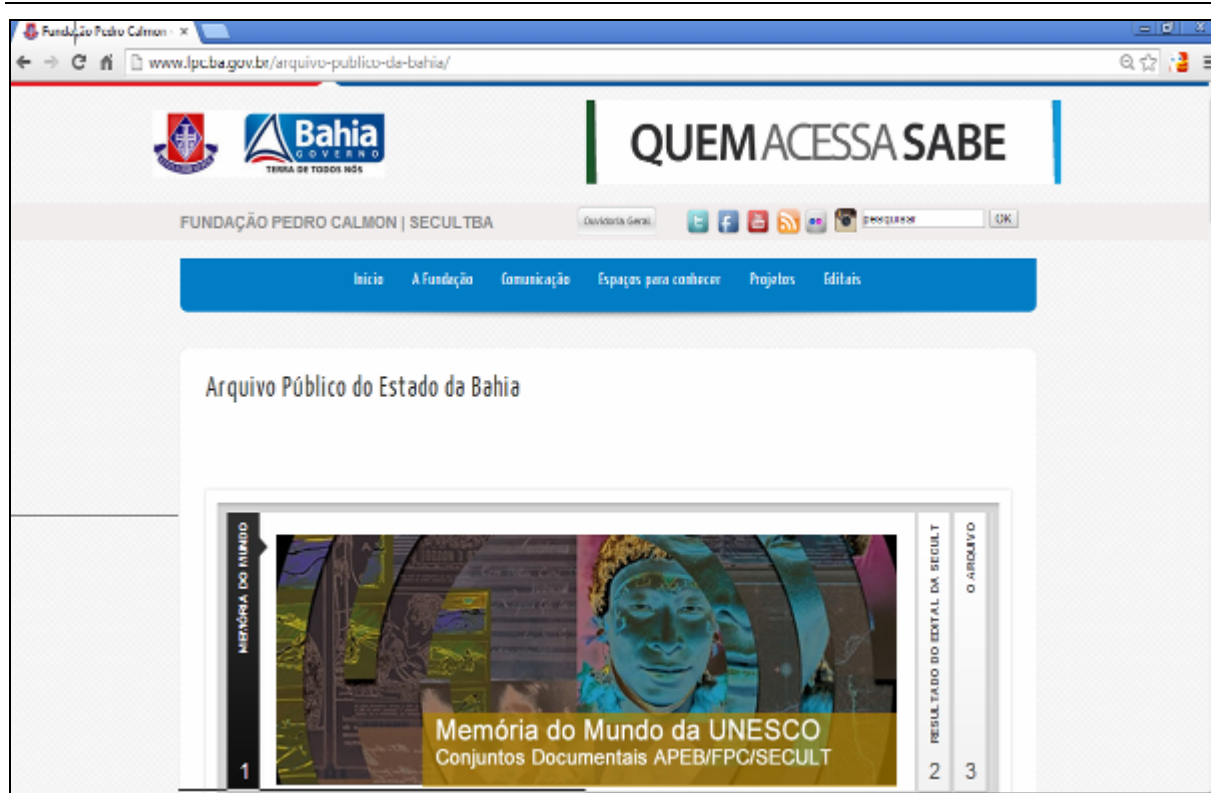 Fundação Pedro Calmon -
www.fpc.ba.gov.br/arquivo-publico-da-bahia/
Bahia
GOVERNO
TERRA DE TODOS NÓS
QUEM ACESSA SABE
FUNDAÇÃO PEDRO CALMON | SECULTBA
Ouvidoria Geral
pesquisar
OK
Início A Fundação Comunicação Espaços para conhecer Projetos Editais
Arquivo Público do Estado da Bahia
MEMÓRIA DO MUNDO
1
Memória do Mundo da UNESCO
Conjuntos Documentais APEB/FPC/SECULT
RESULTADO DO EDITAL DA SECULT
2
O ARQUIVO
3